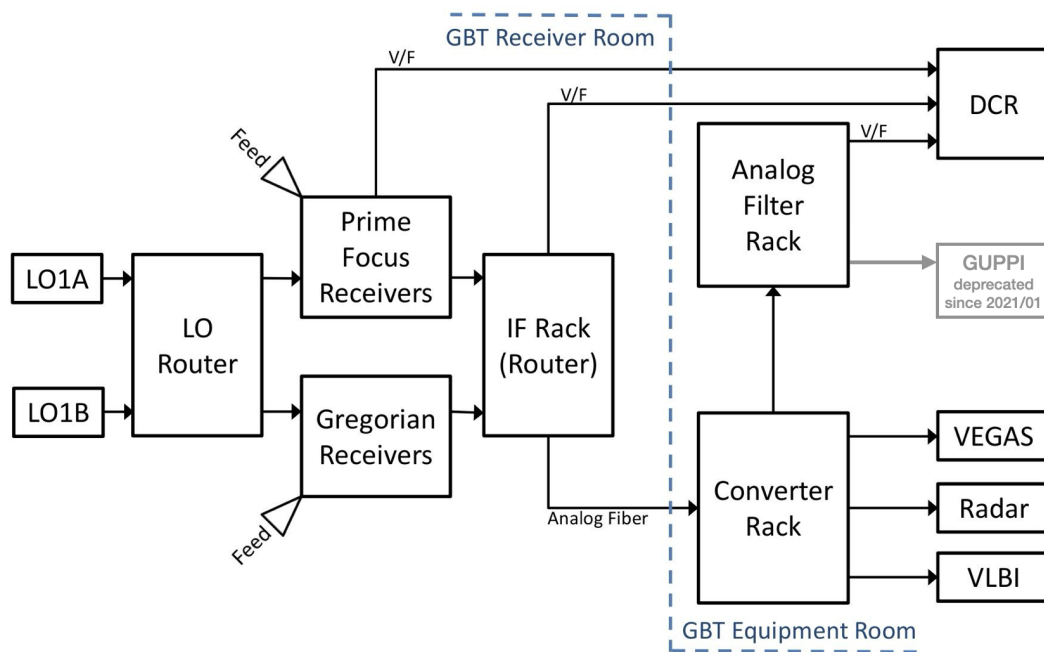 GBT Receiver Room
V/F
V/F
DCR
V/F
Feed
Analog
Filter
Rack
Prime
Focus
Receivers
GUPPI
deprecated
since 2021/01
LO1A
LO
Router
IF Rack
(Router)
LO1B
Gregorian
Receivers
VEGAS
Converter
Rack
Analog Fiber
Radar
Feed
VLBI
GBT Equipment Room